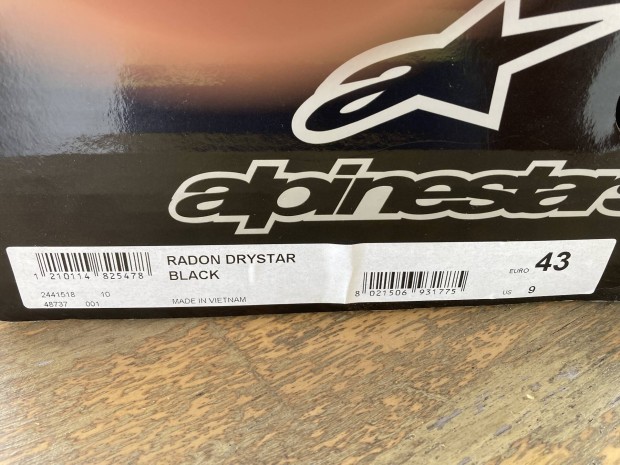 alpinestars
1 210114 825478
2441518 10
48737 001
RADON DRYSTAR
BLACK
MADE IN VIETNAM
8 021506 931775
EURO 43
US 9